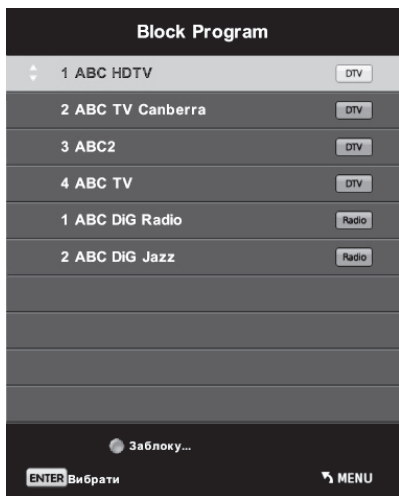 Block Program
1 ABC HDTV DTV
2 ABC TV Canberra DTV
3 ABC2 DTV
4 ABC TV DTV
1 ABC DiG Radio Radio
2 ABC DiG Jazz Radio
Заблоку...
ENTER Вибрати MENU